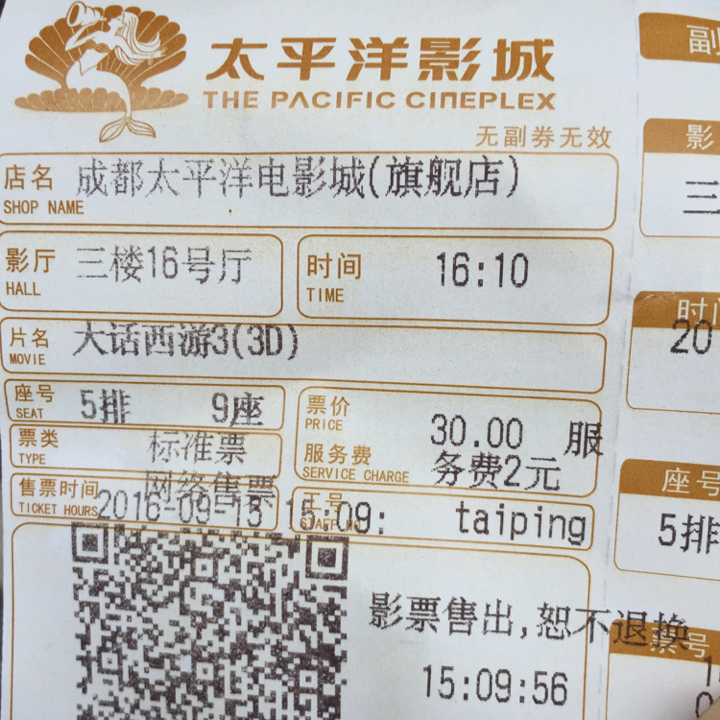 太平洋影城
THE PACIFIC CINEPLEX
无副券无效
店名 成都太平洋电影城(旗舰店)
SHOP NAME
影厅 三楼16号厅
HALL
时间 16:10
TIME
片名 大话西游3(3D)
MOVIE
座号 5排 9座
SEAT
票价 30.00 服
PRICE
服务费 务费2元
SERVICE CHARGE
票类 标准票
TYPE
网络售票
售票时间 2016-09-15 15:09:
TICKET HOURS
工号 taiping
影票售出,恕不退换
15:09:56
副
影
三
时间
20
座号
5排
票号